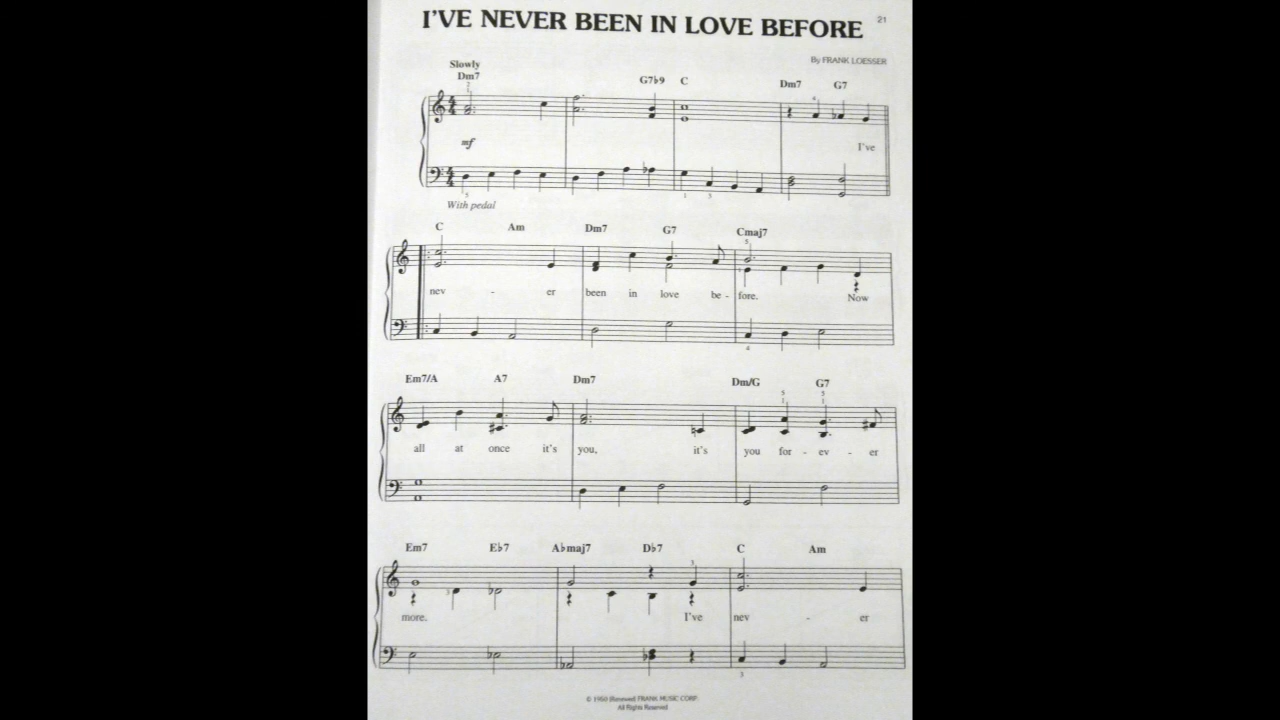 I'VE NEVER BEEN IN LOVE BEFORE
21
By FRANK LOESSER
Slowly
Dm7 G7♭9 C Dm7 G7
mf
I've
With pedal
C Am Dm7 G7 Cmaj7
nev - er been in love be - fore. Now
Em7/A A7 Dm7 Dm/G G7
all at once it's you, it's you for - ev - er
Em7 E♭7 A♭maj7 D♭7 C Am
more. I've nev - er
© 1950 (Renewed) FRANK MUSIC CORP.
All Rights Reserved